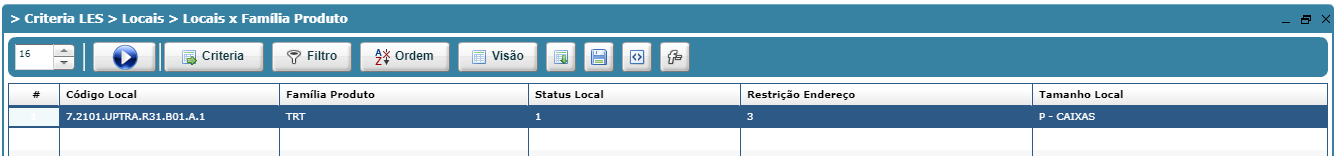 > Criteria LES > Locais > Locais x Família Produto
16 Criteria Filtro Ordem Visão
# Código Local Família Produto Status Local Restrição Endereço Tamanho Local
1 7.2101.UPTRA.R31.B01.A.1 TRT 1 3 P - CAIXAS